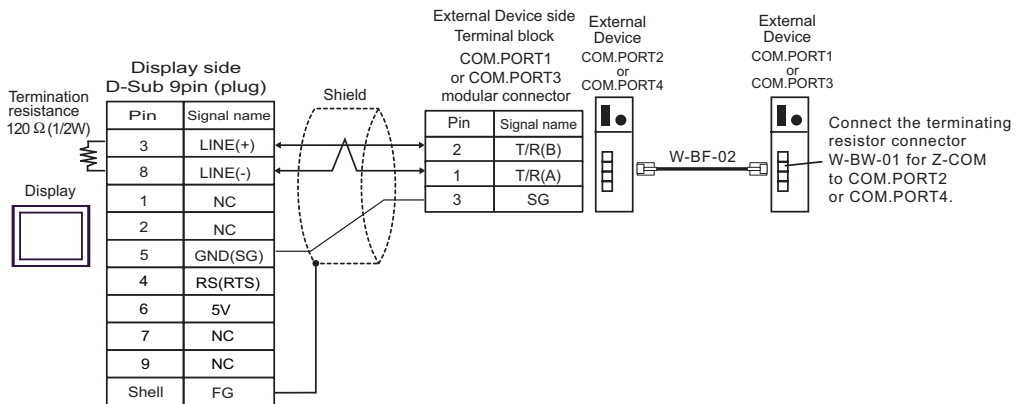 Display side
D-Sub 9pin (plug)
Termination
resistance
120 Ω (1/2W)
Display
Pin Signal name
3 LINE(+)
8 LINE(-)
1 NC
2 NC
5 GND(SG)
4 RS(RTS)
6 5V
7 NC
9 NC
Shell FG
Shield
External Device side
Terminal block
COM.PORT1
or COM.PORT3
modular connector
Pin Signal name
2 T/R(B)
1 T/R(A)
3 SG
External
Device
COM.PORT2
or
COM.PORT4
W-BF-02
External
Device
COM.PORT1
or
COM.PORT3
Connect the terminating
resistor connector
W-BW-01 for Z-COM
to COM.PORT2
or COM.PORT4.